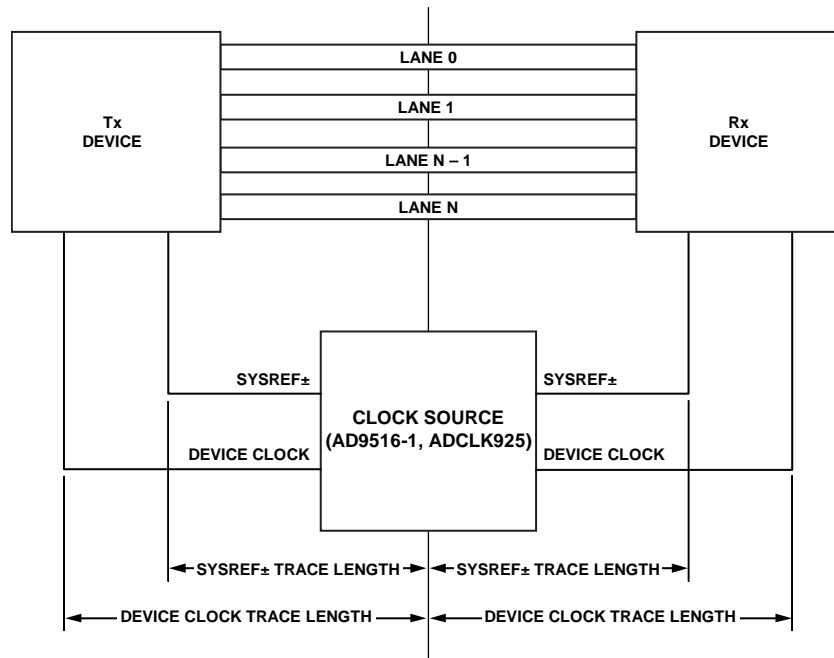 LANE 0
LANE 1
LANE N – 1
LANE N
Tx
DEVICE
Rx
DEVICE
SYSREF±
SYSREF±
CLOCK SOURCE
(AD9516-1, ADCLK925)
DEVICE CLOCK
DEVICE CLOCK
SYSREF± TRACE LENGTH
SYSREF± TRACE LENGTH
DEVICE CLOCK TRACE LENGTH
DEVICE CLOCK TRACE LENGTH